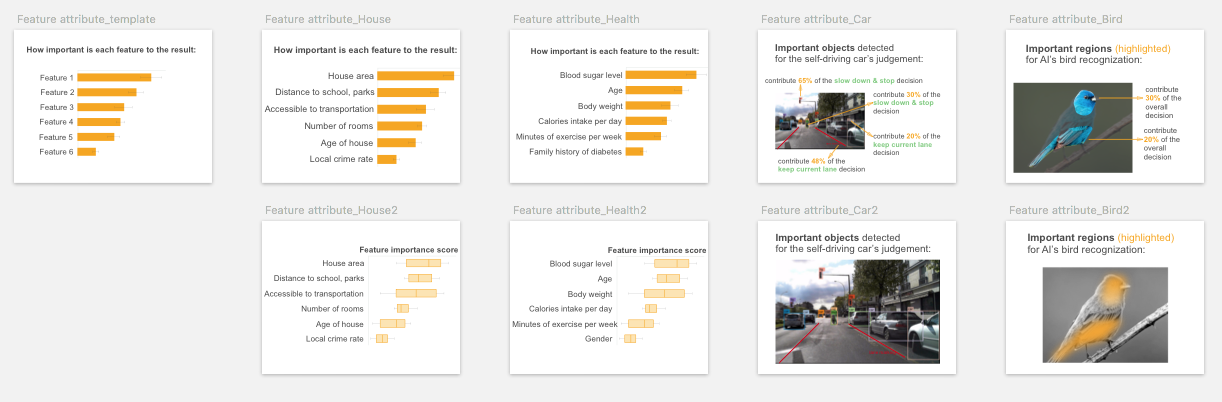 Feature attribute_template
How important is each feature to the result:
Feature 1
Feature 2
Feature 3
Feature 4
Feature 5
Feature 6
Feature attribute_House
How important is each feature to the result:
House area
Distance to school, parks
Accessible to transportation
Number of rooms
Age of house
Local crime rate
Feature attribute_Health
How important is each feature to the result:
Blood sugar level
Age
Body weight
Calories intake per day
Minutes of exercise per week
Family history of diabetes
Feature attribute_Car
Important objects detected
for the self-driving car's judgement:
contribute 65% of the slow down & stop decision
contribute 30% of the
slow down & stop
decision
contribute 20% of the
keep current lane
decision
contribute 48% of the
keep current lane decision
Feature attribute_Bird
Important regions (highlighted)
for AI's bird recognization:
contribute
30% of the
overall
decision
contribute
20% of the
overall
decision
Feature attribute_House2
Feature importance score
House area
Distance to school, parks
Accessible to transportation
Number of rooms
Age of house
Local crime rate
Feature attribute_Health2
Feature importance score
Blood sugar level
Age
Body weight
Calories intake per day
Minutes of exercise per week
Gender
Feature attribute_Car2
Important objects detected
for the self-driving car's judgement:
Feature attribute_Bird2
Important regions (highlighted)
for AI's bird recognization: